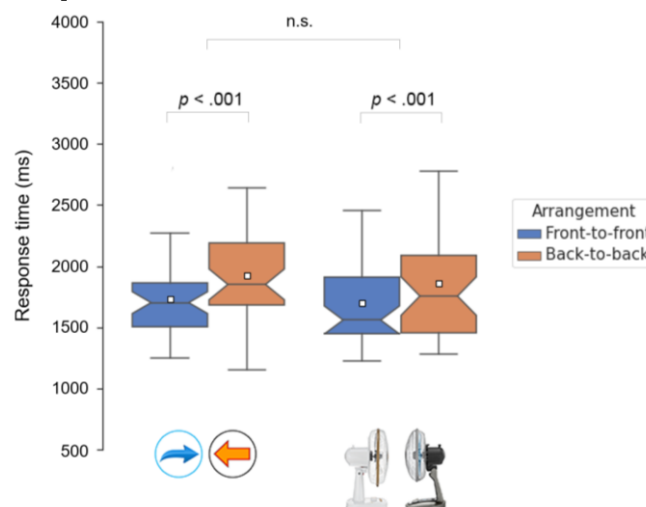 4000
n.s.
3500
p < .001
p < .001
3000
2500
2000
1500
1000
500
Response time (ms)
Arrangement
Front-to-front
Back-to-back